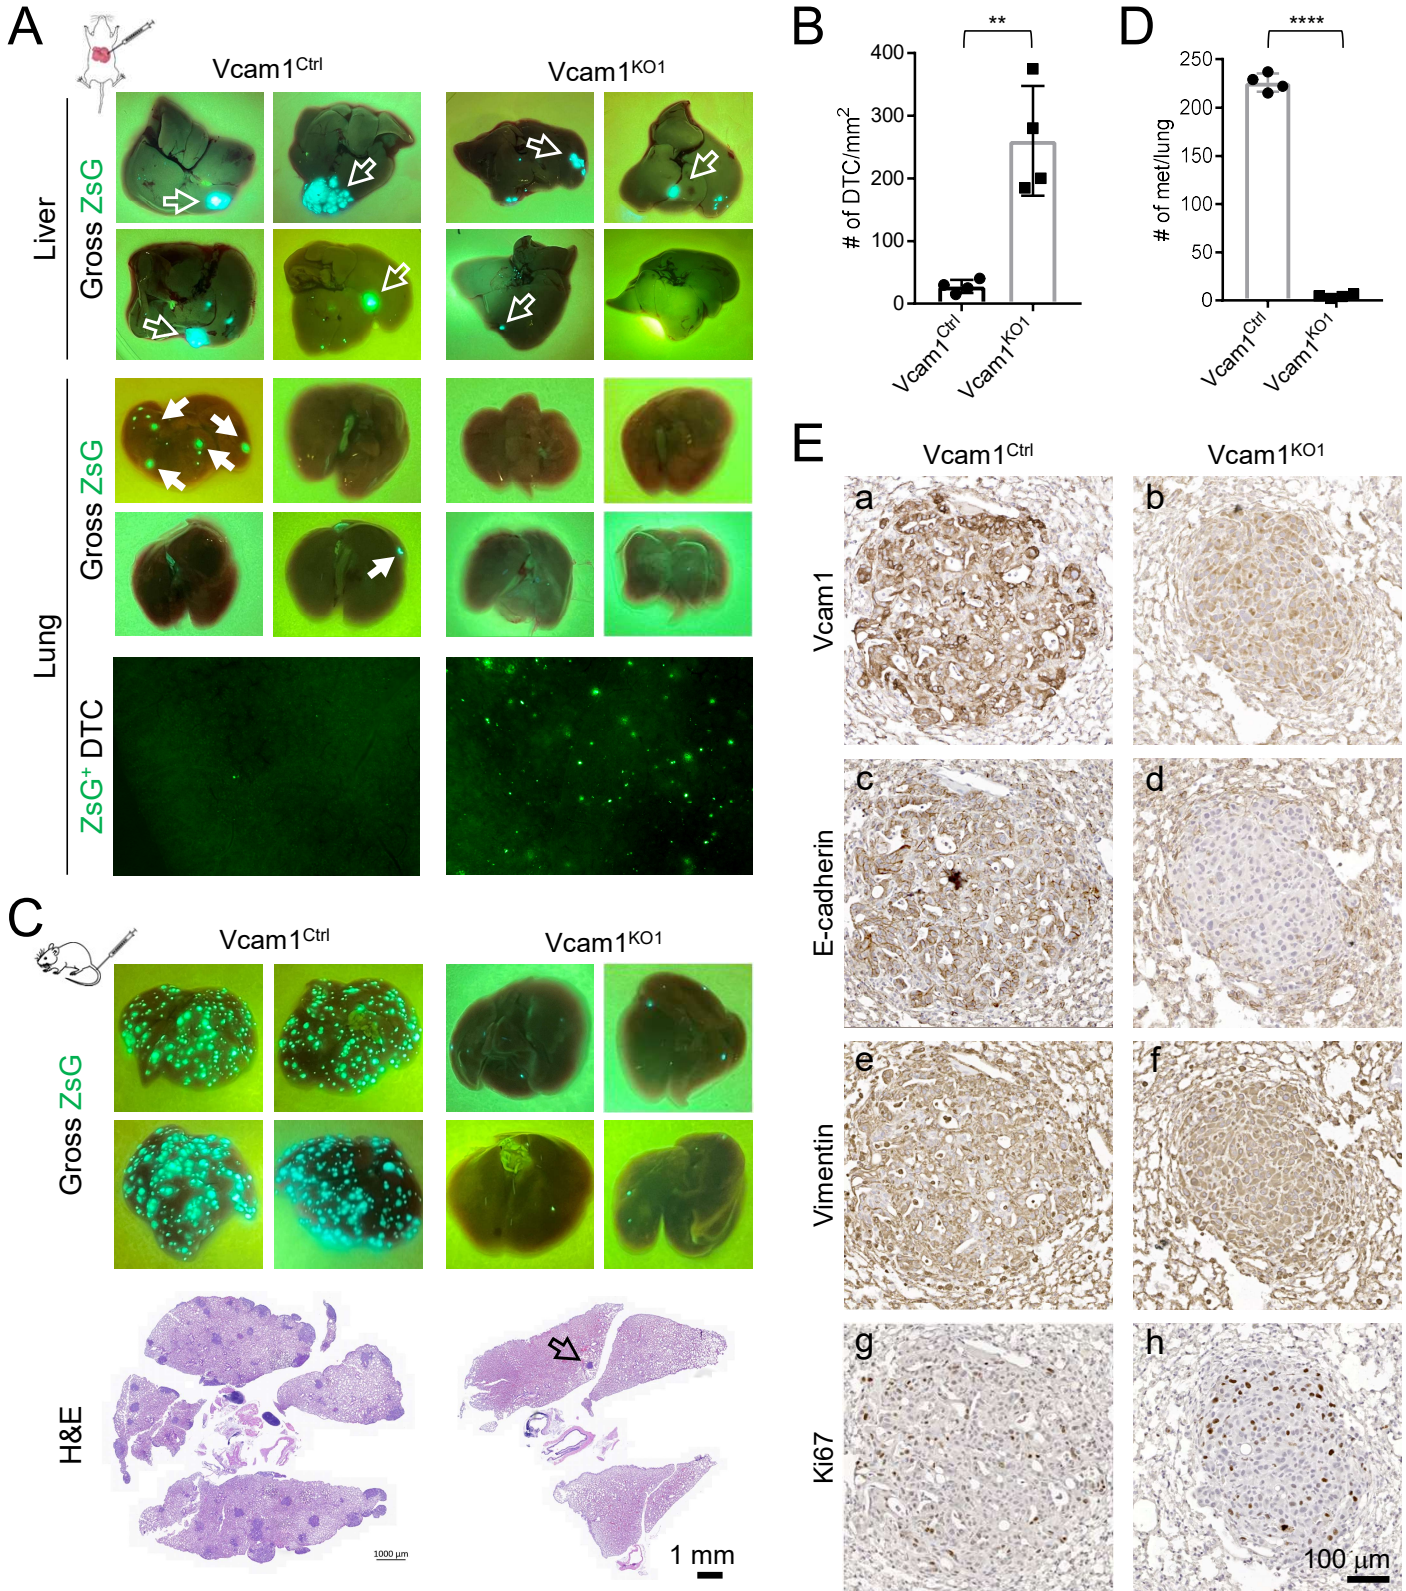 A
Vcam1Ctrl
Vcam1KO1
Liver
Gross ZsG
Lung
Gross ZsG
ZsG+ DTC
B
**
# of DTC/mm2
400
300
200
100
0
Vcam1Ctrl
Vcam1KO1
D
****
# of met/lung
250
200
150
100
50
0
Vcam1Ctrl
Vcam1KO1
C
Vcam1Ctrl
Vcam1KO1
Gross ZsG
H&E
1000 µm
1 mm
E
Vcam1Ctrl
Vcam1KO1
Vcam1
a
b
E-cadherin
c
d
Vimentin
e
f
Ki67
g
h
100 µm